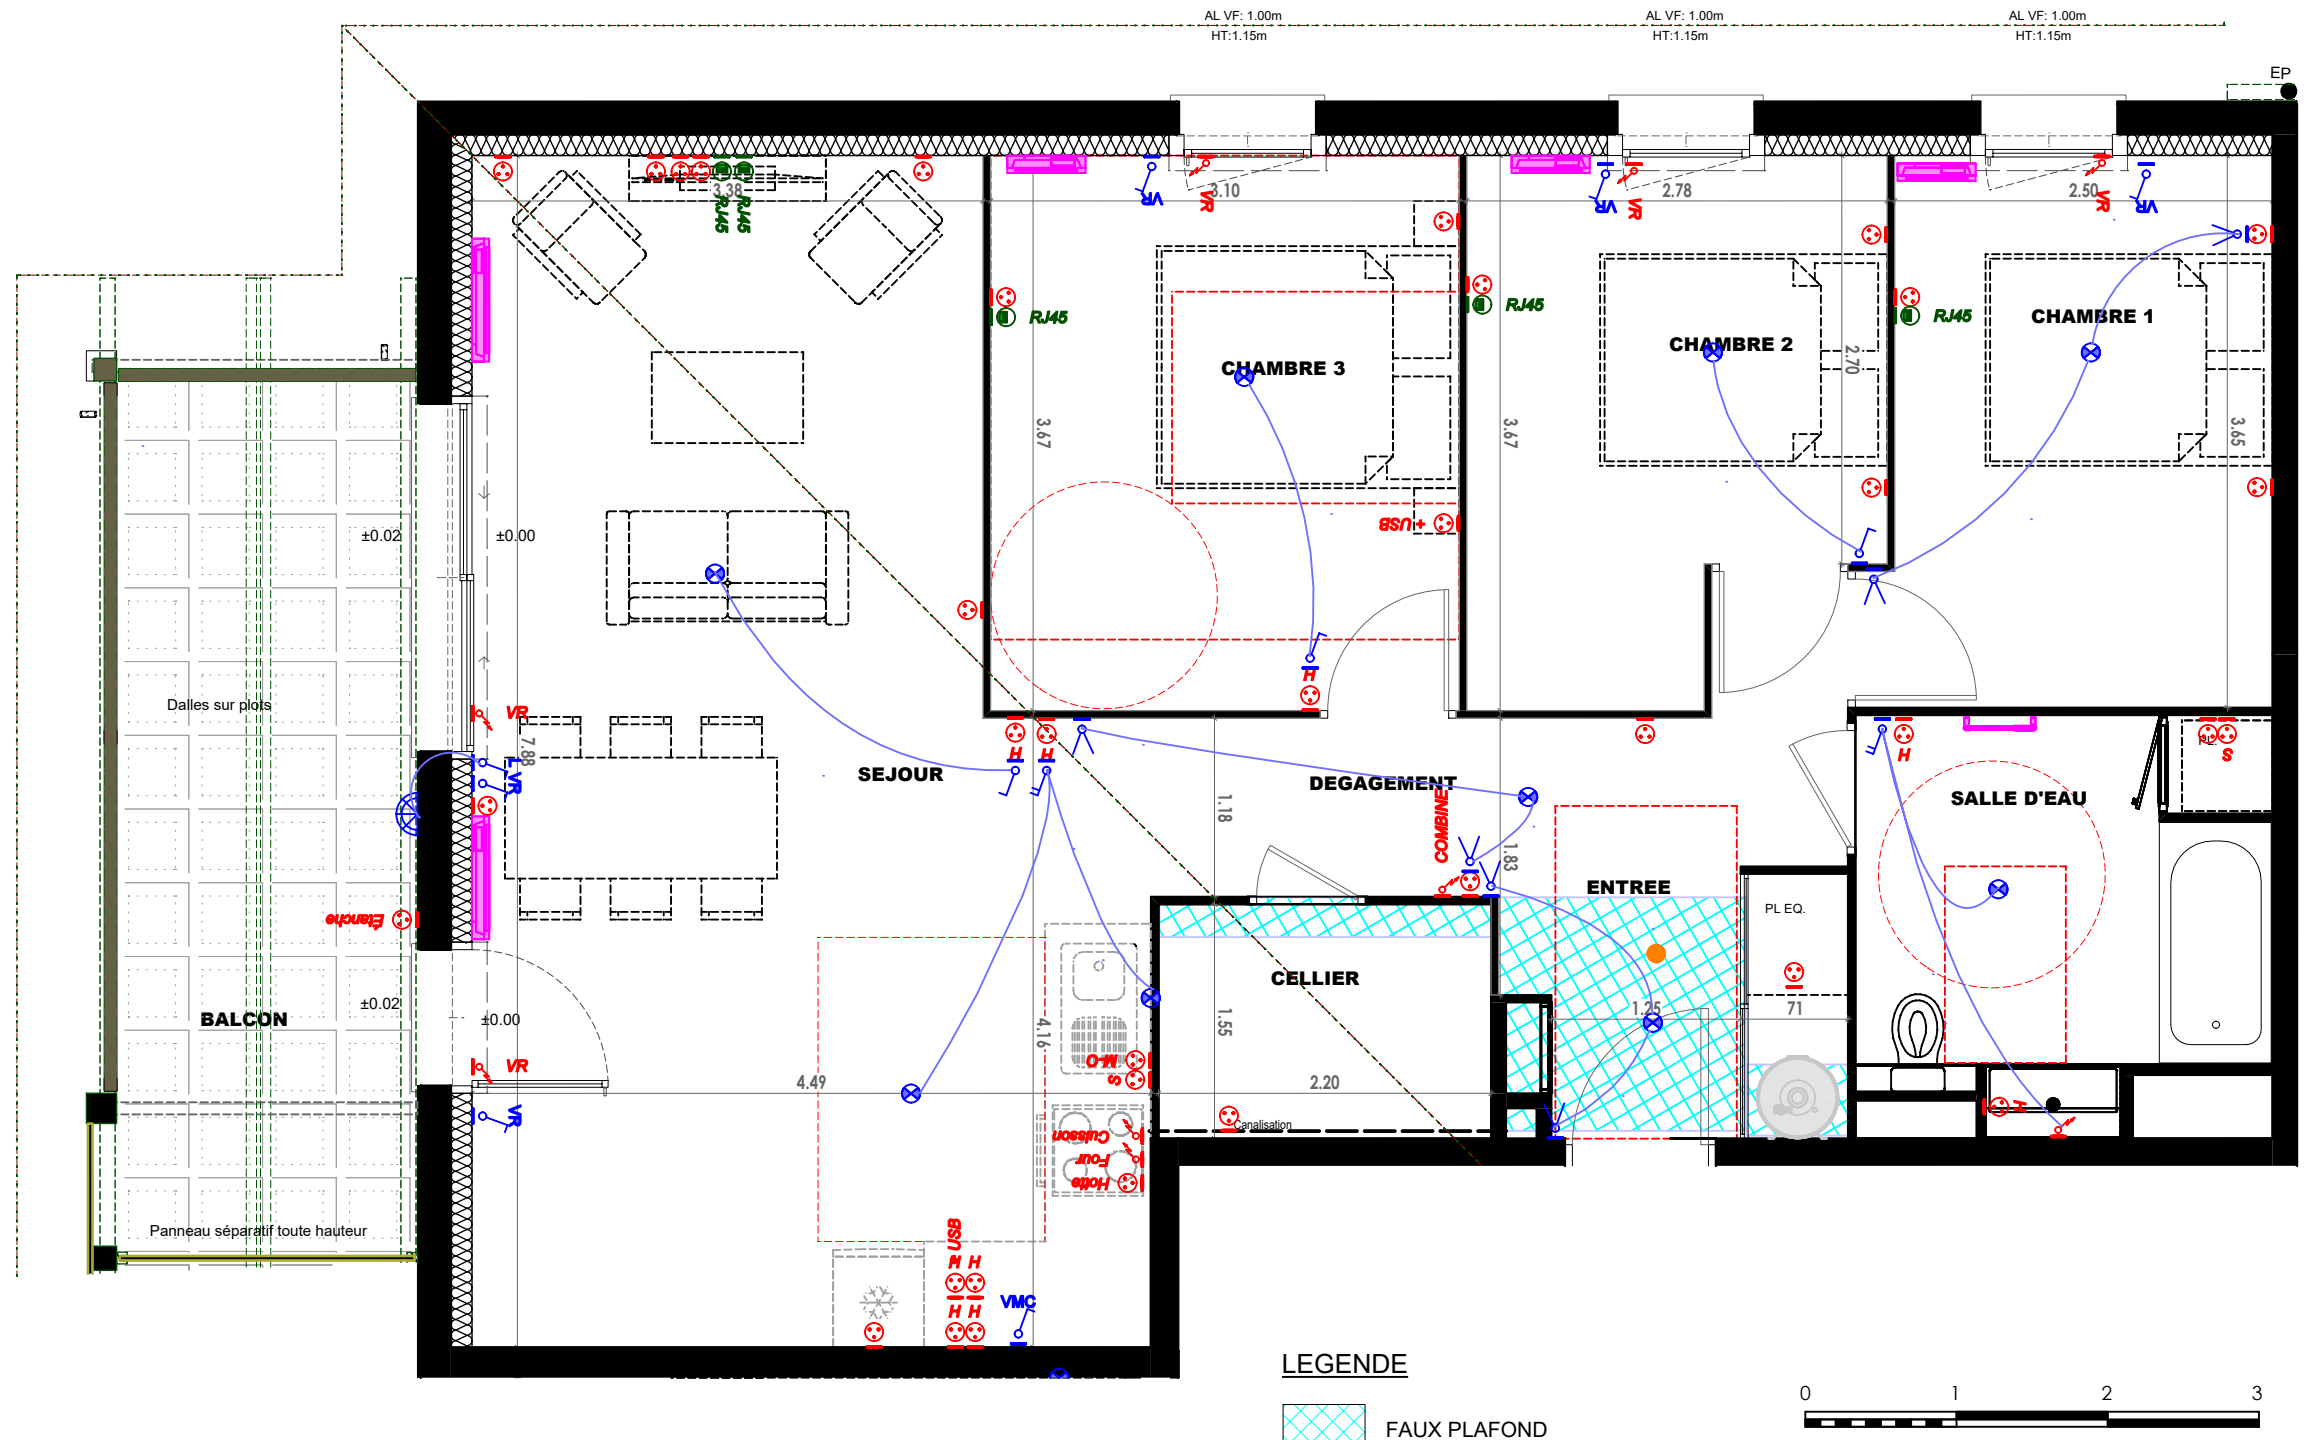 AL VF: 1.00m
HT:1.15m
AL VF: 1.00m
HT:1.15m
AL VF: 1.00m
HT:1.15m
EP
3.38
RJ45
RJ45
3.10
VR
VR
2.78
VR
VR
2.50
VR
VR
RJ45
RJ45
RJ45
CHAMBRE 3
CHAMBRE 2
CHAMBRE 1
2.70
3.67
3.67
3.65
+ USB
±0.02
±0.00
H
Dalles sur plots
VR
7.88
L VR
SEJOUR
H
H
DEGAGEMENT
1.18
COMBINE
1.83
H
PL.
S
SALLE D'EAU
ENTREE
PL EQ.
Étanche
CELLIER
BALCON
±0.02
±0.00
4.16
1.55
1.25
71
VR
4.49
2.20
M-O
S
VR
Canalisation
H
Cuisson
Four
Hotte
Panneau séparatif toute hauteur
H USB
H
H
H
VMC
LEGENDE
FAUX PLAFOND
0 1 2 3